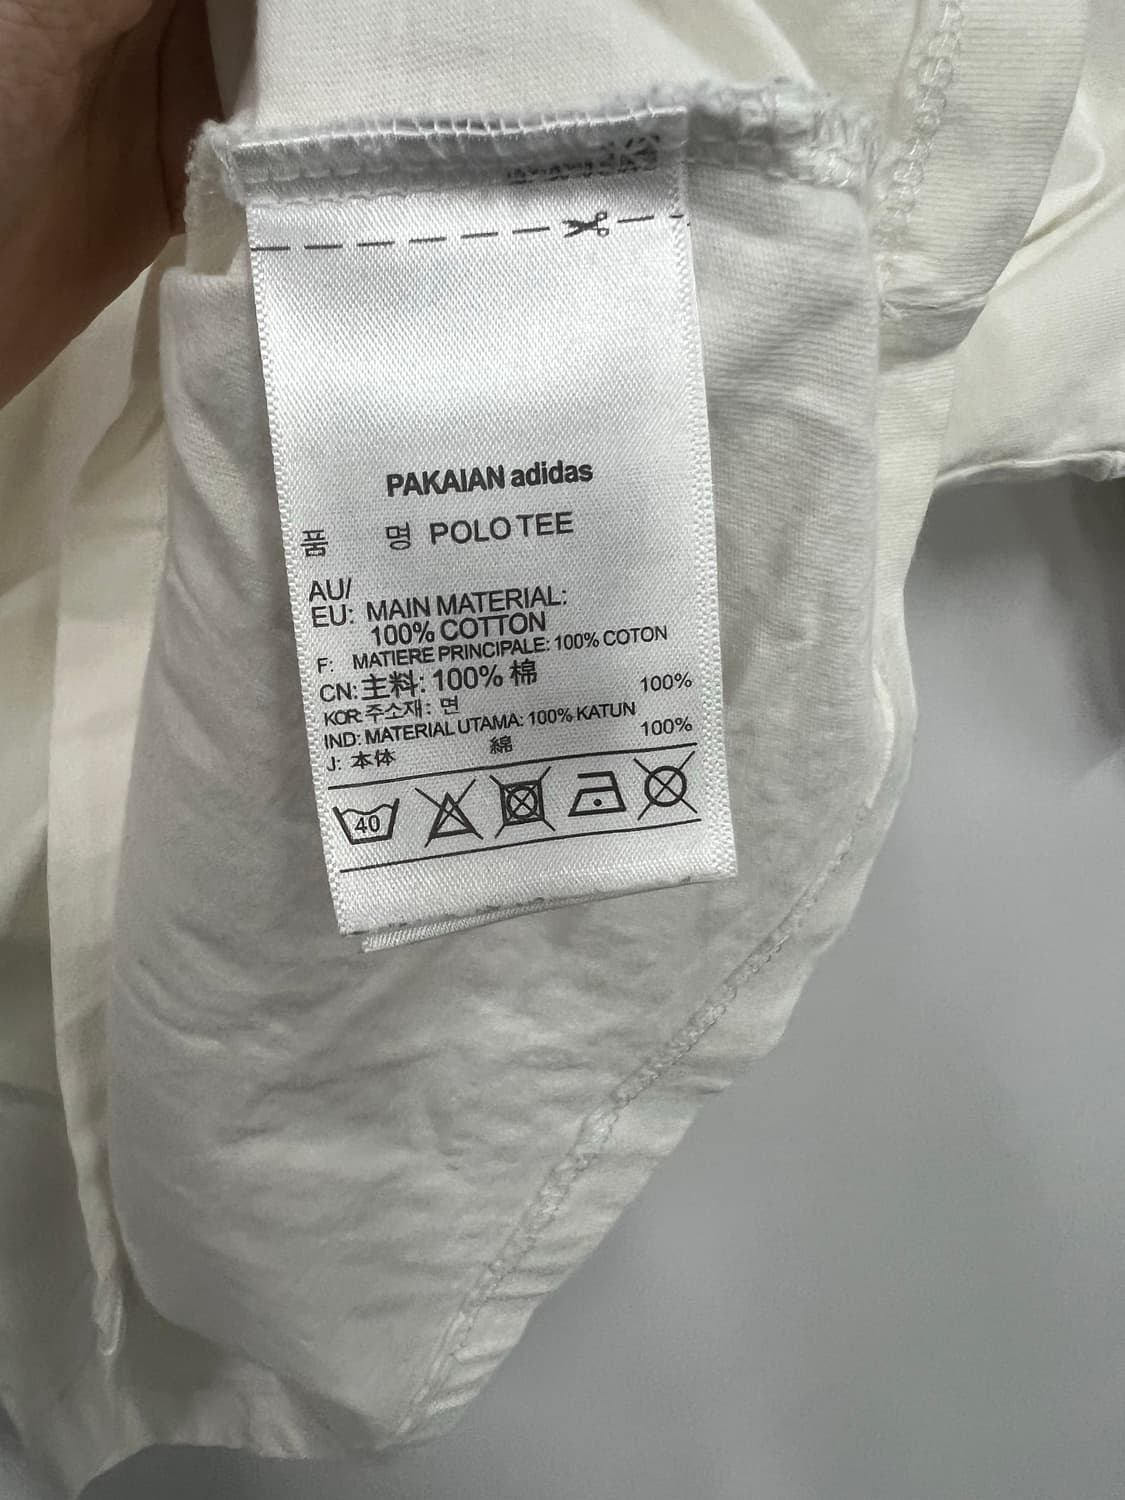 PAKAIAN adidas
품 명 POLO TEE
AU/
EU: MAIN MATERIAL:
100% COTTON
F: MATIERE PRINCIPALE: 100% COTON
CN: 主料: 100% 棉
KOR: 주소재: 면 100%
IND: MATERIAL UTAMA: 100% KATUN
J: 本体 綿 100%
40